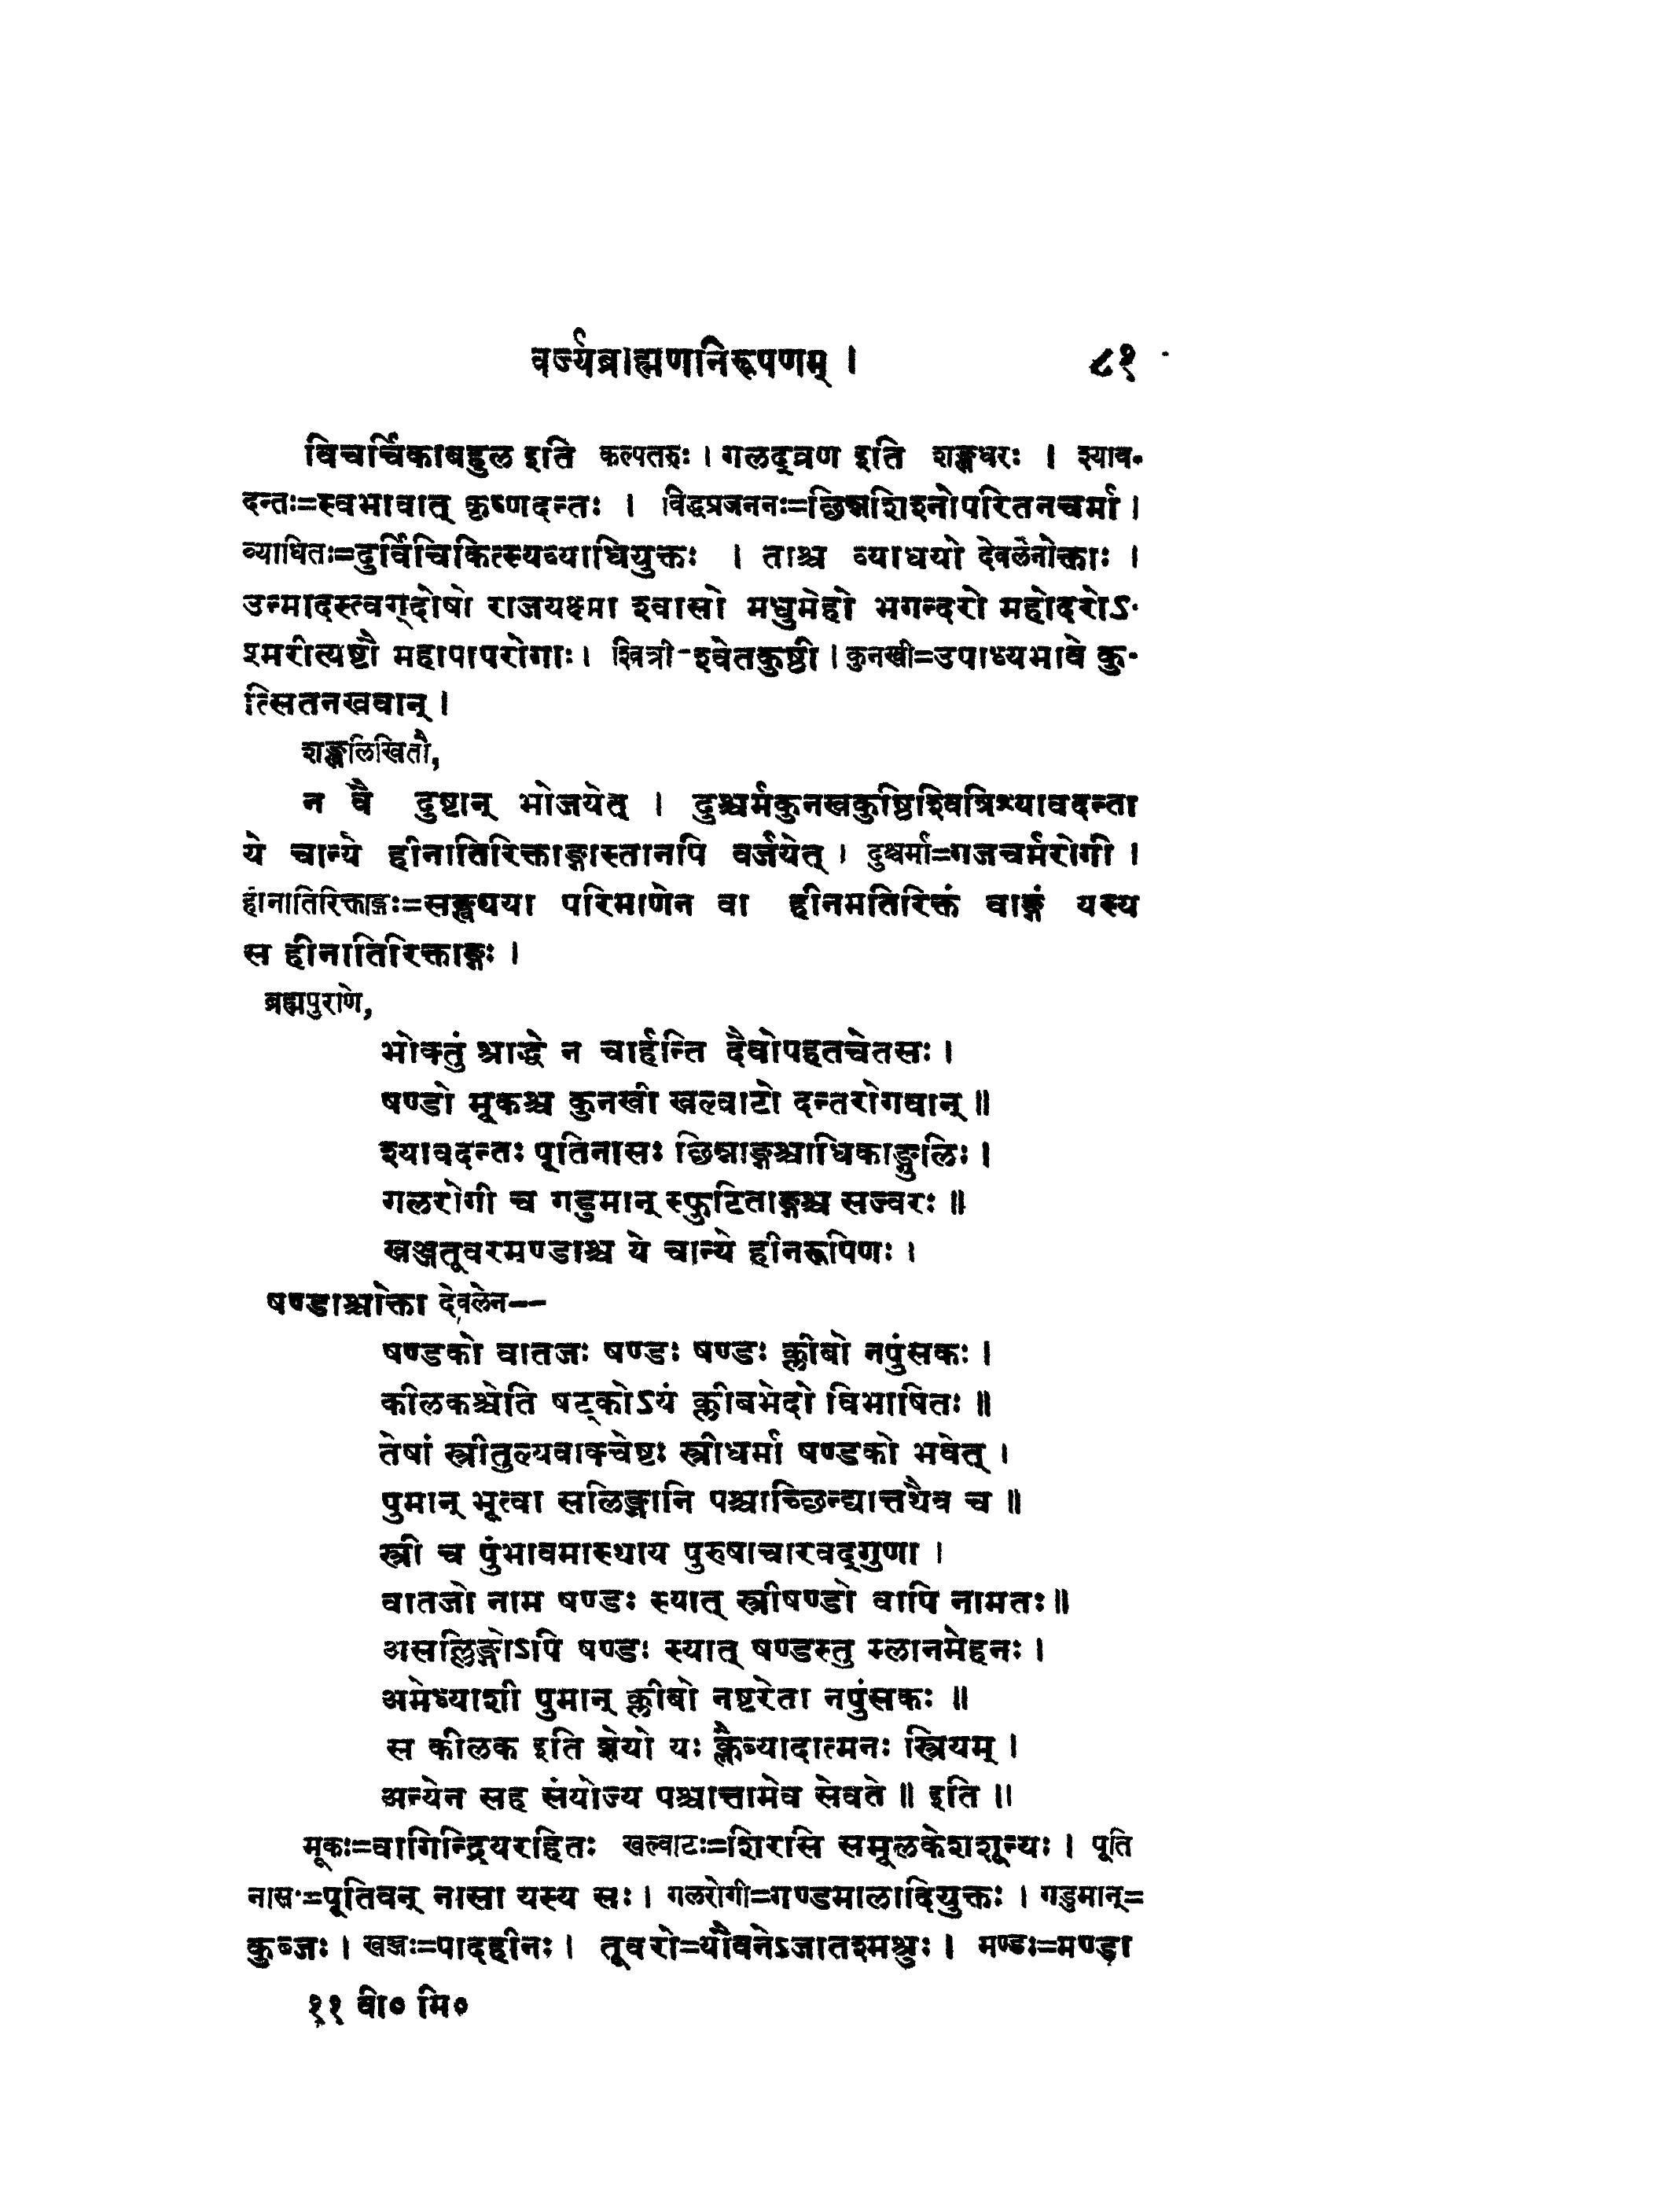 वर्ज्यब्राह्मणनिरूपणम् । ८१
विचर्चिकाबहुल इति कल्पतरुः । गलद्व्रण इति शङ्खधरः । श्याव-
दन्तः=स्वभावात् कृष्णदन्तः । विद्धप्रजननः=छिन्नशिश्नोपरितनचर्मा ।
व्याधितः=दुर्विचिकित्स्यव्याधियुक्तः । ताश्च व्याधयो देवलेनोक्ताः ।
उन्मादस्त्वग्दोषो राजयक्ष्मा श्वासो मधुमेहो भगन्दरो महोदरोऽ-
श्मरीत्यष्टौ महापापरोगाः । श्वित्री-श्वेतकुष्ठी । कुनखी=उपाध्यभावे कु-
त्सितनखवान् ।
शङ्खलिखितौ,
न वै दुष्टान् भोजयेत् । दुश्चर्मकुनखकुष्ठिश्वित्रिश्यावदन्ता
ये चान्ये हीनातिरिक्ताङ्गास्तानपि वर्जयेत् । दुश्चर्मा=गजचर्मरोगी ।
हीनातिरिक्ताङ्गः=सङ्ख्यया परिमाणेन वा हीनमतिरिक्तं वाङ्गं यस्य
स हीनातिरिक्ताङ्गः ।
ब्रह्मपुराणे,
भोक्तुं श्राद्धे न चार्हन्ति दैवोपहतचेतसः ।
षण्डो मूकश्च कुनखी खल्वाटो दन्तरोगवान् ॥
श्यावदन्तः पूतिनासः छिन्नाङ्गश्चाधिकाङ्गुलिः ।
गलरोगी च गडुमान् स्फुटिताङ्गश्च सज्वरः ॥
खञ्जतूवरमण्डाश्च ये चान्ये हीनरूपिणः ।
षण्डाश्चोक्ता देवलेन--
षण्डको वातजः षण्डः षण्डः क्लीबो नपुंसकः ।
कीलकश्चेति षट्कोऽयं क्लीबभेदो विभाषितः ॥
तेषां स्त्रीतुल्यवाक्चेष्टः स्त्रीधर्मा षण्डको भवेत् ।
पुमान् भूत्वा सलिङ्गानि पश्चाच्छिन्द्यात्तथैव च ॥
स्त्री च पुंभावमास्थाय पुरुषाचारवद्गुणा ।
वातजो नाम षण्डः स्यात् स्त्रीषण्डो वापि नामतः ॥
असल्लिङ्गोऽपि षण्डः स्यात् षण्डस्तु म्लानमेहनः ।
अमेध्याशी पुमान् क्लीबो नष्टरेता नपुंसकः ॥
स कीलक इति ज्ञेयो यः क्लैब्यादात्मनः स्त्रियम् ।
अन्येन सह संयोज्य पश्चात्तामेव सेवते ॥ इति ॥
मूकः=वागिन्द्रियरहितः खल्वाटः=शिरसि समूलकेशशून्यः । पूति
नासः=पूतिवन् नासा यस्य सः । गलरोगी=गण्डमालादियुक्तः । गडुमान्=
कुब्जः । खञ्जः=पादहीनः । तूवरो=यौवनेऽजातश्मश्रुः । मण्डः=मण्डा
११ वी० मि०